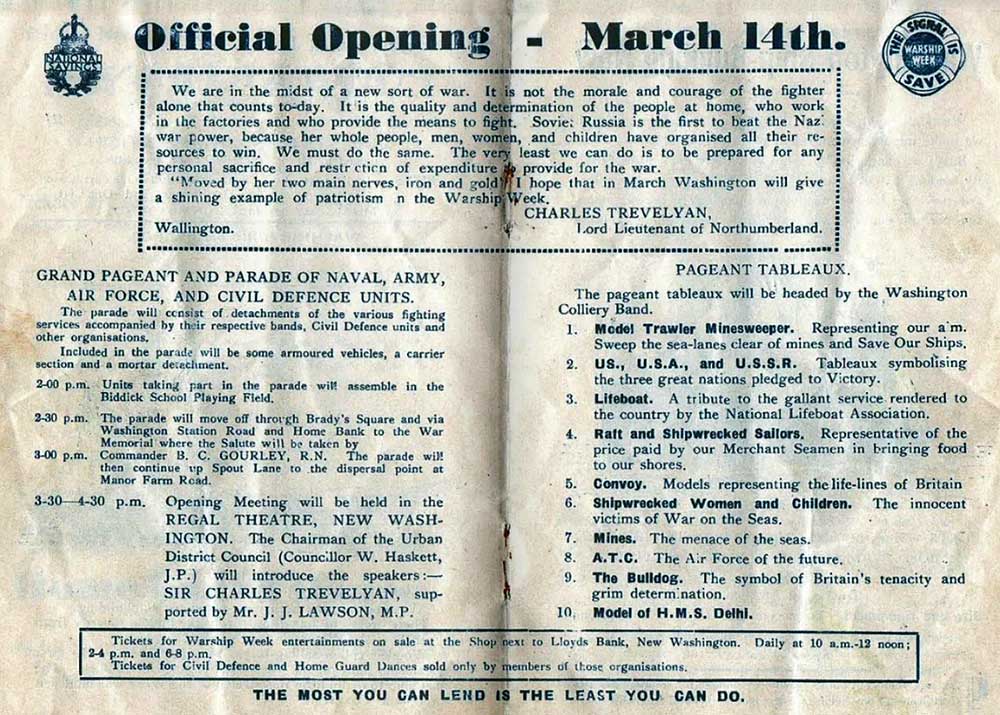 NATIONAL SAVINGS
Official Opening - March 14th.
THE SIGNAL IS
WARSHIP
WEEK
SAVE
We are in the midst of a new sort of war. It is not the morale and courage of the fighter
alone that counts to-day. It is the quality and determination of the people at home, who work
in the factories and who provide the means to fight. Soviet Russia is the first to beat the Nazi
war power, because her whole people, men, women, and children have organised all their re-
sources to win. We must do the same. The very least we can do is to be prepared for any
personal sacrifice and restriction of expenditure to provide for the war.
"Moved by her two main nerves, iron and gold" I hope that in March Washington will give
a shining example of patriotism in the Warship Week.
CHARLES TREVELYAN,
Wallington. Lord Lieutenant of Northumberland.
GRAND PAGEANT AND PARADE OF NAVAL, ARMY,
AIR FORCE, AND CIVIL DEFENCE UNITS.
The parade will consist of detachments of the various fighting
services accompanied by their respective bands, Civil Defence units and
other organisations.
Included in the parade will be some armoured vehicles, a carrier
section and a mortar detachment.
2-00 p.m. Units taking part in the parade will assemble in the
Biddick School Playing Field.
2-30 p.m. The parade will move off through Brady's Square and via
Washington Station Road and Home Bank to the War
Memorial where the Salute will be taken by
3-00 p.m. Commander B. C. GOURLEY, R.N. The parade will
then continue up Spout Lane to the dispersal point at
Manor Farm Road.
3-30—4-30 p.m. Opening Meeting will be held in the
REGAL THEATRE, NEW WASH-
INGTON. The Chairman of the Urban
District Council (Councillor W. Haskett,
J.P.) will introduce the speakers:—
SIR CHARLES TREVELYAN, sup-
ported by Mr. J. J. LAWSON, M.P.
PAGEANT TABLEAUX.
The pageant tableaux will be headed by the Washington
Colliery Band.
1. Model Trawler Minesweeper. Representing our aim.
Sweep the sea-lanes clear of mines and Save Our Ships.
2. US., U.S.A., and U.S.S.R. Tableaux symbolising
the three great nations pledged to Victory.
3. Lifeboat. A tribute to the gallant service rendered to
the country by the National Lifeboat Association.
4. Raft and Shipwrecked Sailors. Representative of the
price paid by our Merchant Seamen in bringing food
to our shores.
5. Convoy. Models representing the life-lines of Britain
6. Shipwrecked Women and Children. The innocent
victims of War on the Seas.
7. Mines. The menace of the seas.
8. A.T.C. The Air Force of the future.
9. The Bulldog. The symbol of Britain's tenacity and
grim determination.
10. Model of H.M.S. Delhi.
Tickets for Warship Week entertainments on sale at the Shop next to Lloyds Bank, New Washington. Daily at 10 a.m.-12 noon;
2-4 p.m. and 6-8 p.m.
Tickets for Civil Defence and Home Guard Dances sold only by members of those organisations.
THE MOST YOU CAN LEND IS THE LEAST YOU CAN DO.